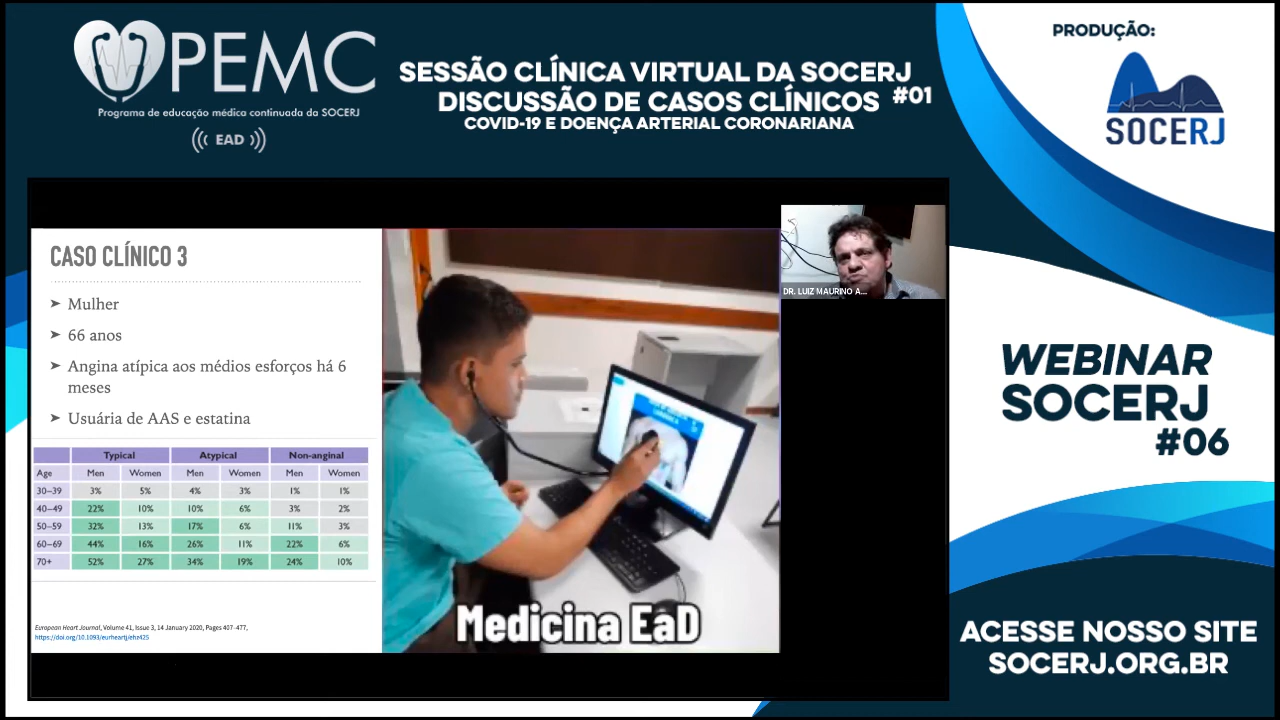 PEMC
Programa de educação médica continuada da SOCERJ
EAD
SESSÃO CLÍNICA VIRTUAL DA SOCERJ
DISCUSSÃO DE CASOS CLÍNICOS #01
COVID-19 E DOENÇA ARTERIAL CORONARIANA
PRODUÇÃO:
SOCERJ
CASO CLÍNICO 3
➤ Mulher
➤ 66 anos
➤ Angina atípica aos médios esforços há 6
meses
➤ Usuária de AAS e estatina
Typical Atypical Non-anginal
Age Men Women Men Women Men Women
30–39 3% 5% 4% 3% 1% 1%
40–49 22% 10% 10% 6% 3% 2%
50–59 32% 13% 17% 6% 11% 3%
60–69 44% 16% 26% 11% 22% 6%
70+ 52% 27% 34% 19% 24% 10%
European Heart Journal, Volume 41, Issue 3, 14 January 2020, Pages 407–477,
https://doi.org/10.1093/eurheartj/ehz425
Medicina EaD
DR. LUIZ MAURINO A...
WEBINAR
SOCERJ
#06
ACESSE NOSSO SITE
SOCERJ.ORG.BR